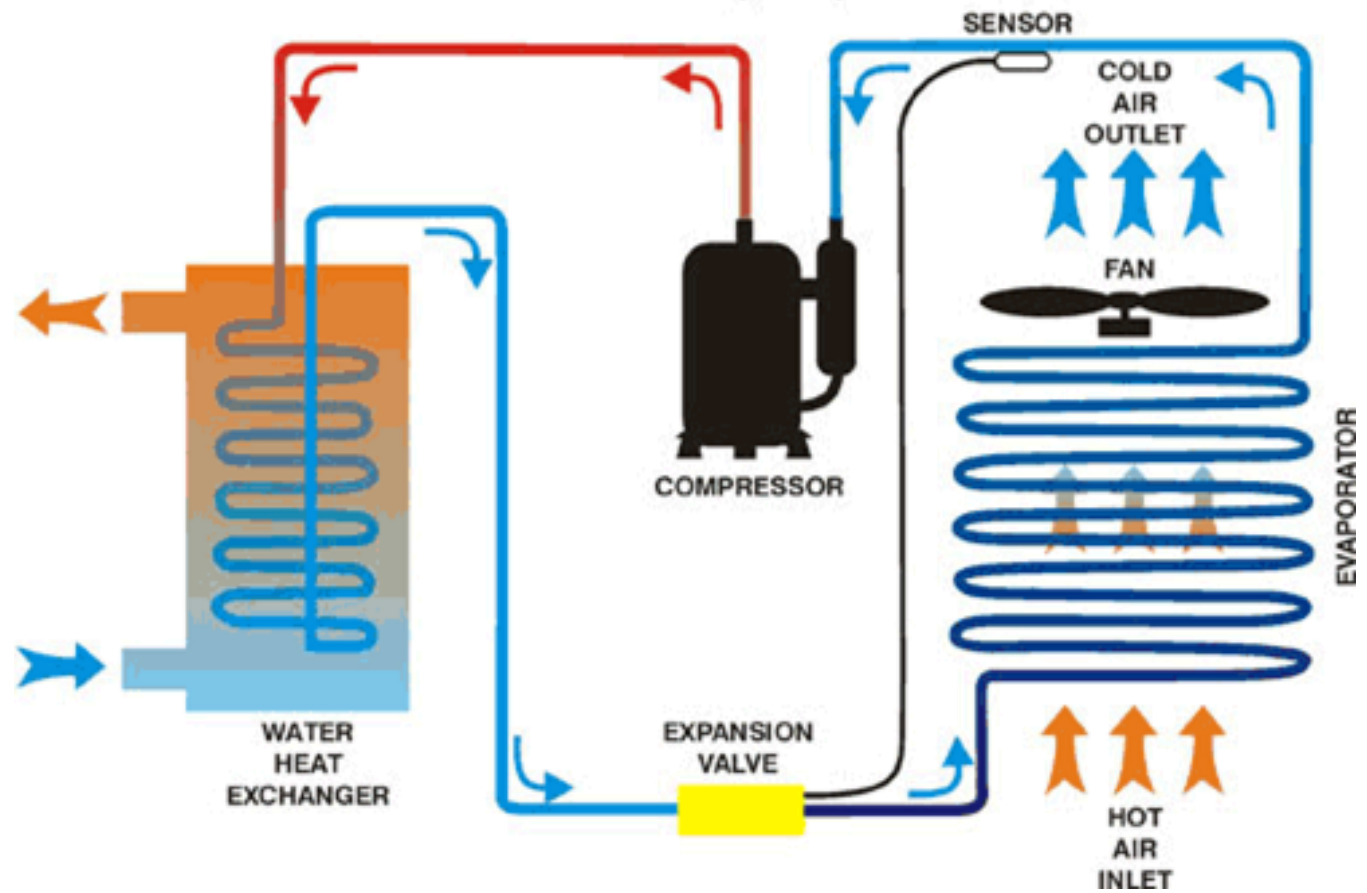 SENSOR
COLD
AIR
OUTLET
FAN
EVAPORATOR
COMPRESSOR
WATER
HEAT
EXCHANGER
EXPANSION
VALVE
HOT
AIR
INLET